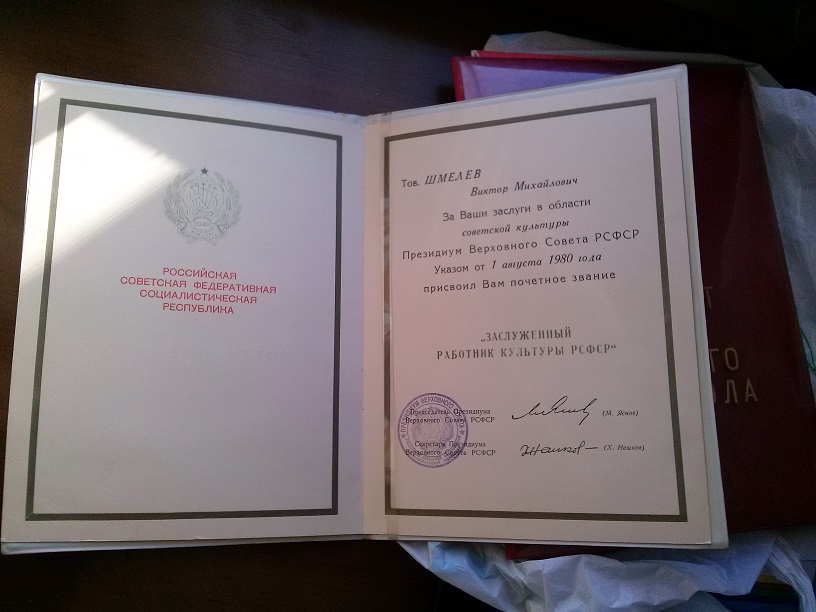 РОССИЙСКАЯ
СОВЕТСКАЯ ФЕДЕРАТИВНАЯ
СОЦИАЛИСТИЧЕСКАЯ
РЕСПУБЛИКА
Тов. ШМЕЛЕВ
Виктор Михайлович
За Ваши заслуги в области
советской культуры
Президиум Верховного Совета РСФСР
Указом от 1 августа 1980 года
присвоил Вам почетное звание
„ЗАСЛУЖЕННЫЙ
РАБОТНИК КУЛЬТУРЫ РСФСР“
Председатель Президиума
Верховного Совета РСФСР
(М. Яснов)
Секретарь Президиума
Верховного Совета РСФСР
(Х. Нешков)